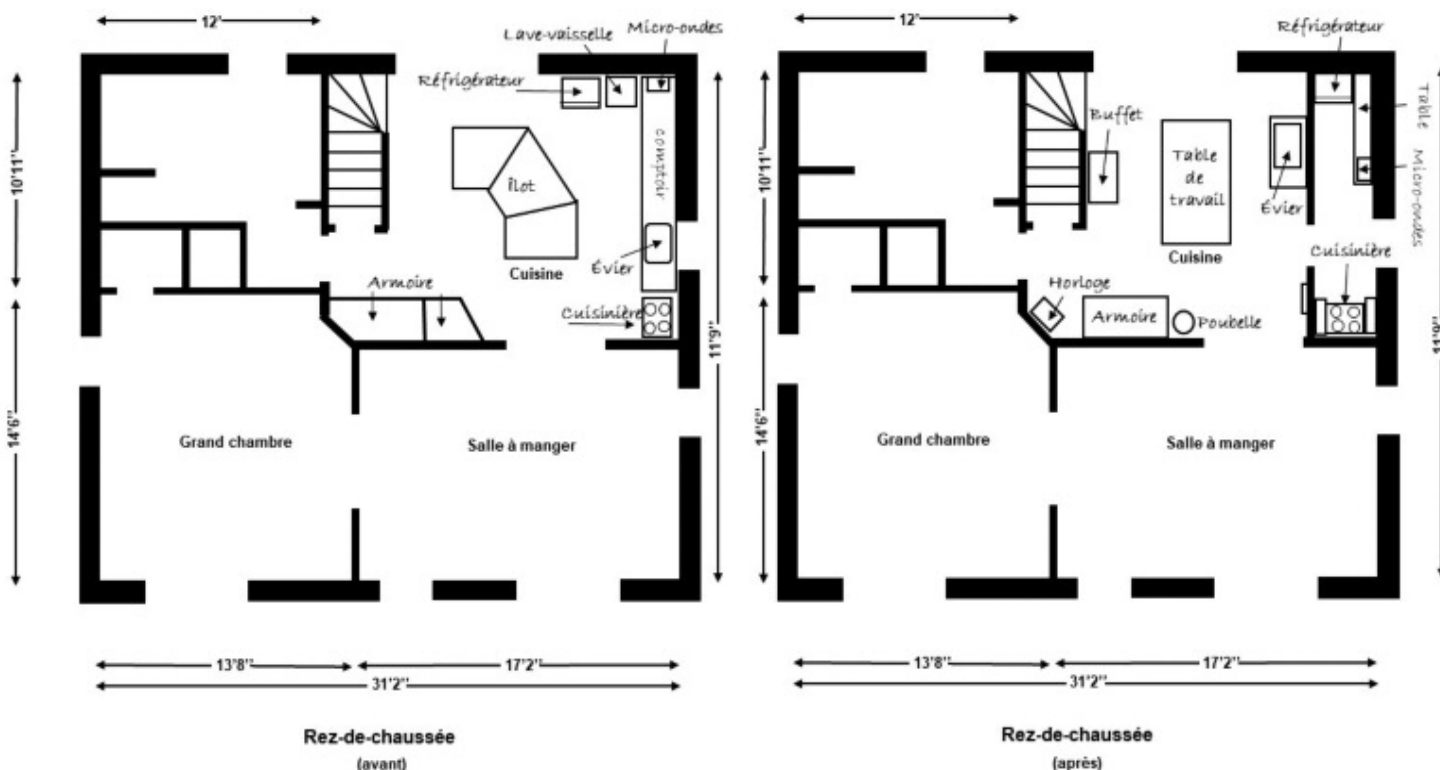 12'
Lave-vaisselle
Micro-ondes
Réfrigérateur
comptoir
Îlot
10'11''
Évier
Cuisine
Armoire
Cuisinière
11'9''
14'6''
Grand chambre
Salle à manger
13'8''
17'2''
31'2''
Rez-de-chaussée
(avant)
12'
Réfrigérateur
Buffet
Table
Table
de
travail
Micro-ondes
10'11''
Évier
Cuisine
Cuisinière
Horloge
Armoire
Poubelle
11'9''
14'6''
Grand chambre
Salle à manger
13'8''
17'2''
31'2''
Rez-de-chaussée
(après)